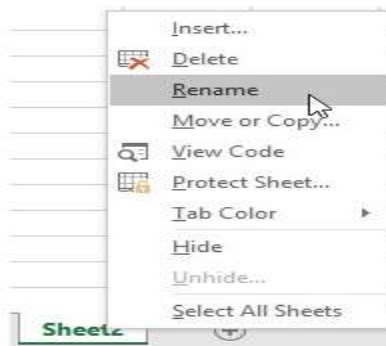 Insert...
Delete
Rename
Move or Copy...
View Code
Protect Sheet...
Tab Color
Hide
Unhide...
Select All Sheets
Sheet2